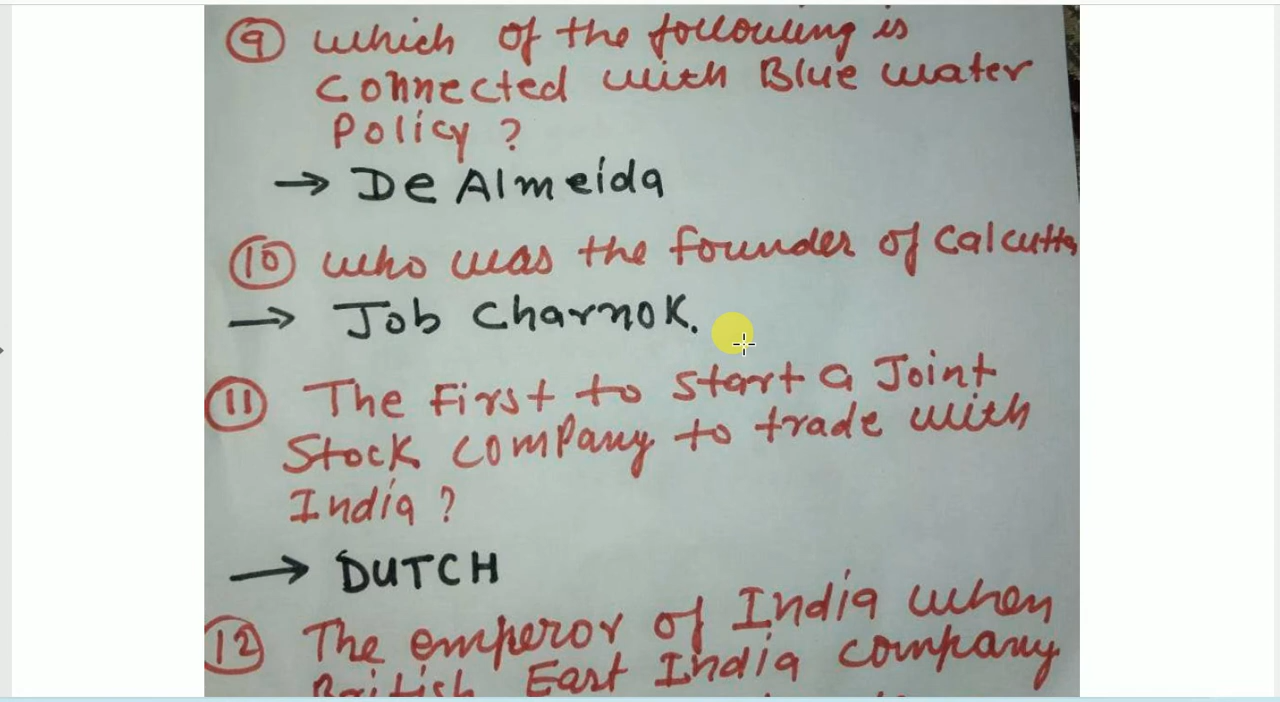 9 which of the following is
connected with Blue water
Policy ?
→ De Almeida
10 who was the founder of Calcutta
→ Job Charnok.
11 The First to start a Joint
Stock company to trade with
India ?
→ DUTCH
12 The emperor of India when
British East India company